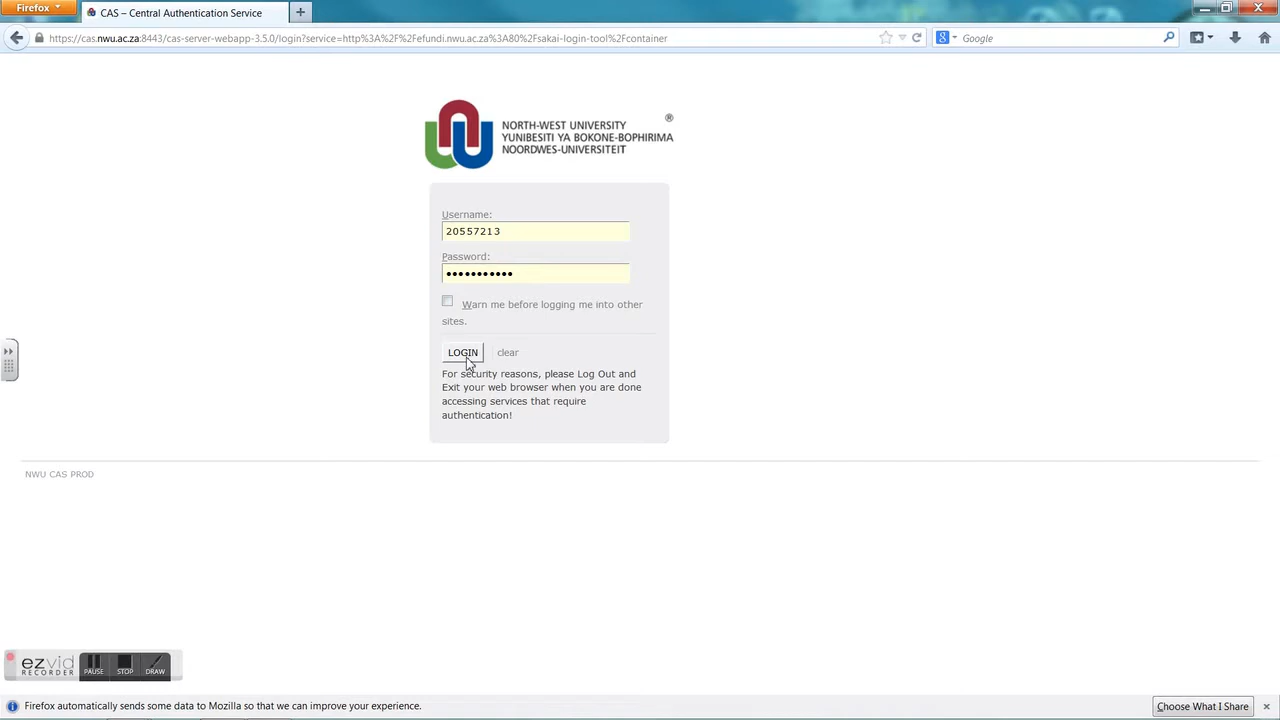 Firefox
CAS – Central Authentication Service
https://cas.nwu.ac.za:8443/cas-server-webapp-3.5.0/login?service=http%3A%2F%2Fefundi.nwu.ac.za%3A80%2Fsakai-login-tool%2Fcontainer
Google
NORTH-WEST UNIVERSITY ®
YUNIBESITI YA BOKONE-BOPHIRIMA
NOORDWES-UNIVERSITEIT
Username:
20557213
Password:
•••••••••••
Warn me before logging me into other
sites.
LOGIN clear
For security reasons, please Log Out and
Exit your web browser when you are done
accessing services that require
authentication!
NWU CAS PROD
ezvid
RECORDER
PAUSE STOP DRAW
Firefox automatically sends some data to Mozilla so that we can improve your experience.
Choose What I Share